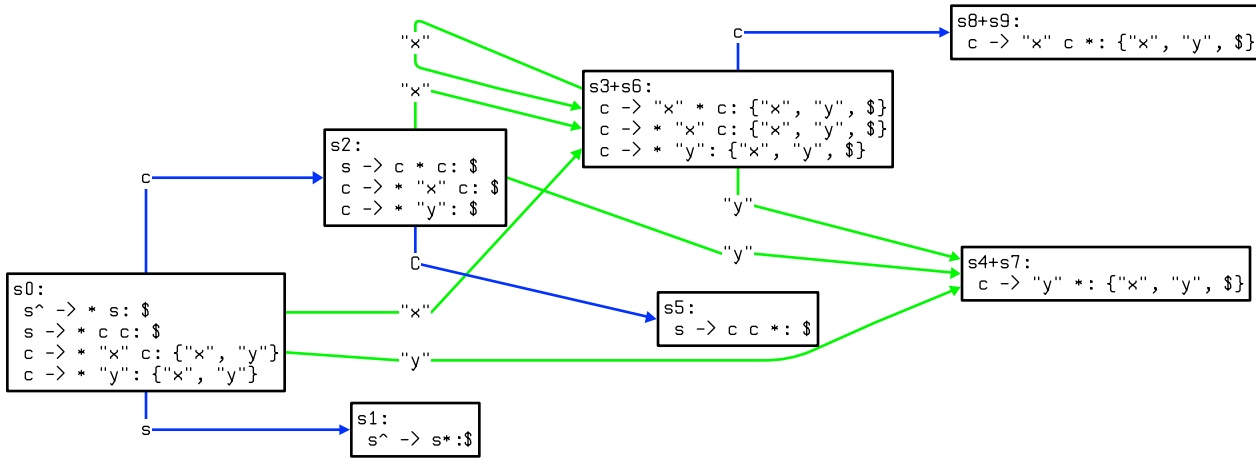 c
s8+s9:
c -> "x" c *: {"x", "y", $}
"x"
"x"
s3+s6:
c -> "x" * c: {"x", "y", $}
c -> * "x" c: {"x", "y", $}
c -> * "y": {"x", "y, $}
s2:
s -> c * c: $
c -> * "x" c: $
c -> * "y": $
c
"y"
"y"
C
s4+s7:
c -> "y" *: {"x", "y", $}
s0:
s^ -> * s: $
s -> * c c: $
c -> * "x" c: {"x", "y"}
c -> * "y": {"x", "y"}
"x"
"y"
s5:
s -> c c *: $
s
s1:
s^ -> s*:$